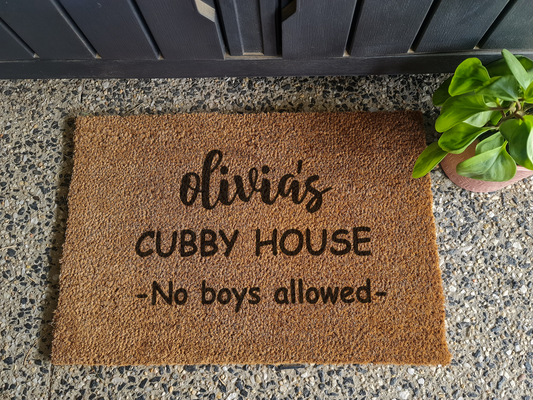 olivia's
CUBBY HOUSE
-No boys allowed-